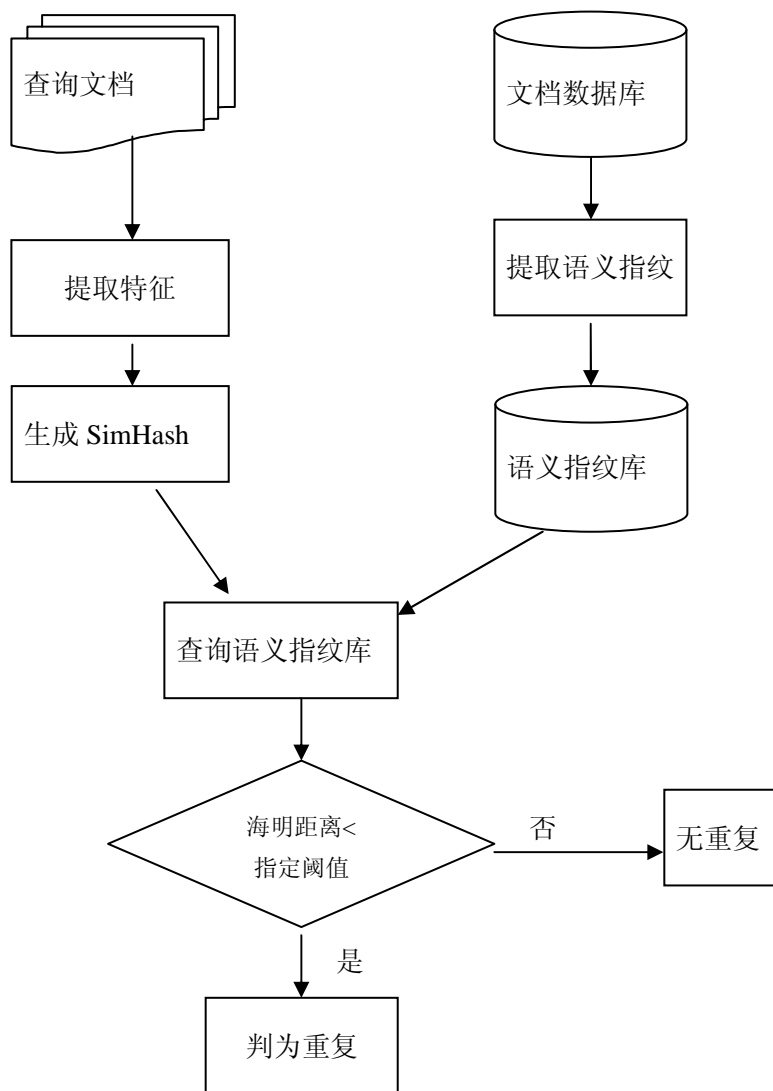 查询文档
文档数据库
提取特征
提取语义指纹
生成 SimHash
语义指纹库
查询语义指纹库
海明距离<
指定阈值
否
无重复
是
判为重复